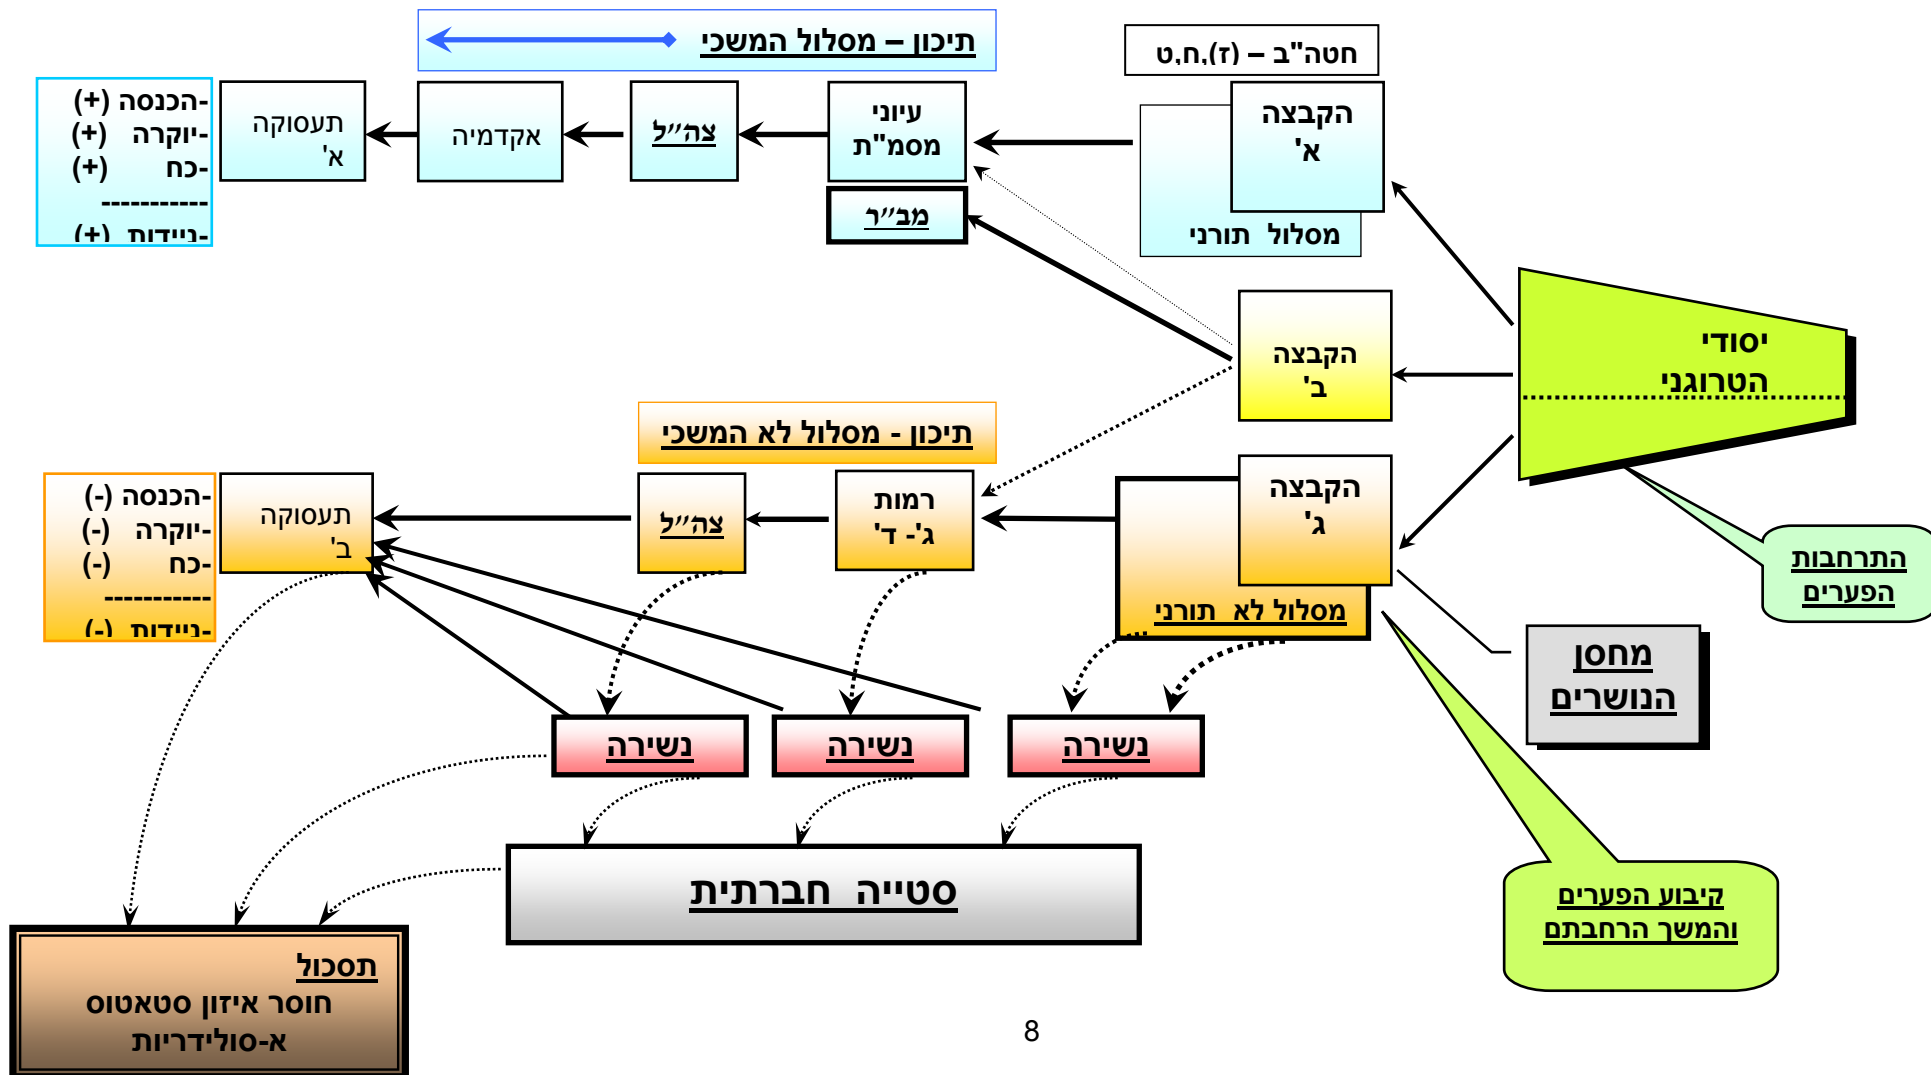 תיכון – מסלול המשכי
חטה"ב – (ז),ח,ט
הקבצה
א'
מסלול תורני
עיוני
מסמ"ת
מב"ר
צה"ל
אקדמיה
תעסוקה
א'
-הכנסה (+)
-יוקרה (+)
-כח (+)
-----------
-ניידות (+)
יסודי
הטרוגני
הקבצה
ב'
תיכון - מסלול לא המשכי
הקבצה
ג'
מסלול לא תורני
רמות
ג'- ד'
צה"ל
תעסוקה
ב'
-הכנסה (-)
-יוקרה (-)
-כח (-)
-----------
-ניידות (-)
התרחבות
הפערים
מחסן
הנושרים
נשירה
נשירה
נשירה
סטייה חברתית
קיבוע הפערים
והמשך הרחבתם
תסכול
חוסר איזון סטאטוס
א-סולידריות
8